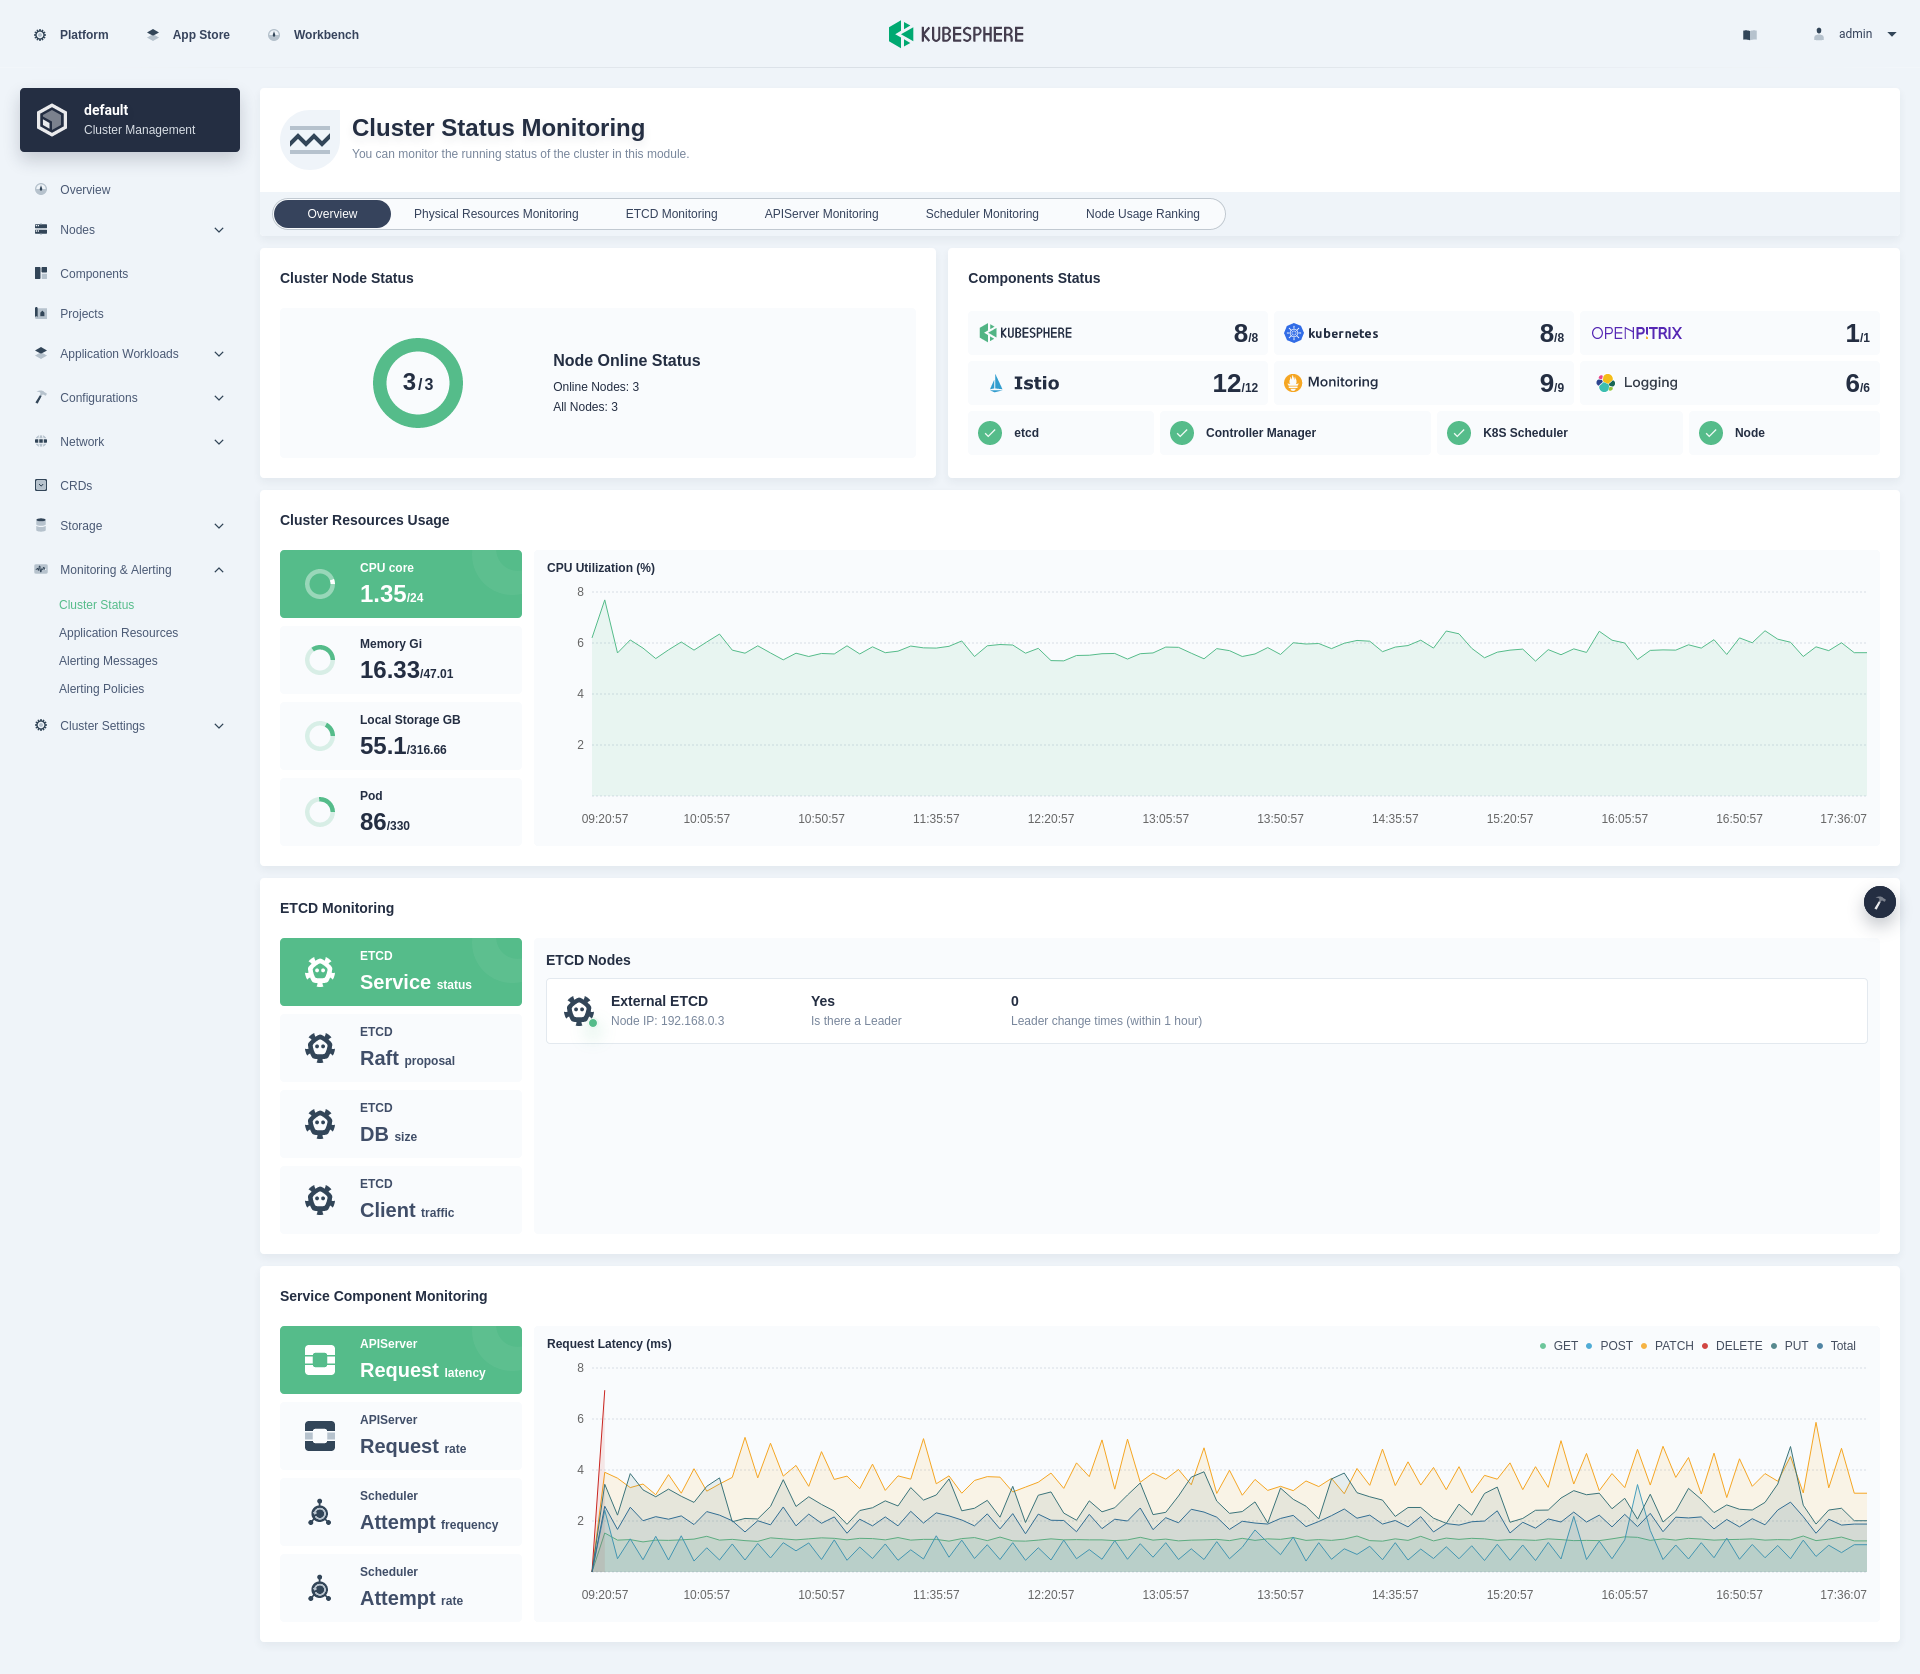 Platform
App Store
Workbench
KUBESPHERE
admin
default
Cluster Management
Overview
Nodes
Components
Projects
Application Workloads
Configurations
Network
CRDs
Storage
Monitoring & Alerting
Cluster Status
Application Resources
Alerting Messages
Alerting Policies
Cluster Settings
Cluster Status Monitoring
You can monitor the running status of the cluster in this module.
Overview
Physical Resources Monitoring
ETCD Monitoring
APIServer Monitoring
Scheduler Monitoring
Node Usage Ranking
Cluster Node Status
3/3
Node Online Status
Online Nodes: 3
All Nodes: 3
Components Status
KUBESPHERE 8/8
kubernetes 8/8
OPENPITRIX 1/1
Istio 12/12
Monitoring 9/9
Logging 6/6
etcd
Controller Manager
K8S Scheduler
Node
Cluster Resources Usage
CPU core
1.35/24
Memory Gi
16.33/47.01
Local Storage GB
55.1/316.66
Pod
86/330
CPU Utilization (%)
8
6
4
2
09:20:57 10:05:57 10:50:57 11:35:57 12:20:57 13:05:57 13:50:57 14:35:57 15:20:57 16:05:57 16:50:57 17:36:07
ETCD Monitoring
ETCD
Service status
ETCD
Raft proposal
ETCD
DB size
ETCD
Client traffic
ETCD Nodes
External ETCD
Node IP: 192.168.0.3
Yes
Is there a Leader
0
Leader change times (within 1 hour)
Service Component Monitoring
APIServer
Request latency
APIServer
Request rate
Scheduler
Attempt frequency
Scheduler
Attempt rate
Request Latency (ms)
GET POST PATCH DELETE PUT Total
8
6
4
2
09:20:57 10:05:57 10:50:57 11:35:57 12:20:57 13:05:57 13:50:57 14:35:57 15:20:57 16:05:57 16:50:57 17:36:07